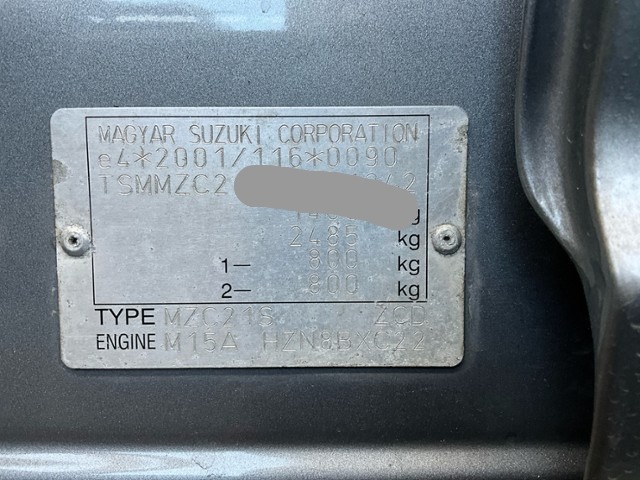 MAGYAR SUZUKI CORPORATION
e4*2001/116*0090
TSMMZC2
kg
2485 kg
1— 800 kg
2— 800 kg
TYPE MZC21S ZCD
ENGINE M15A